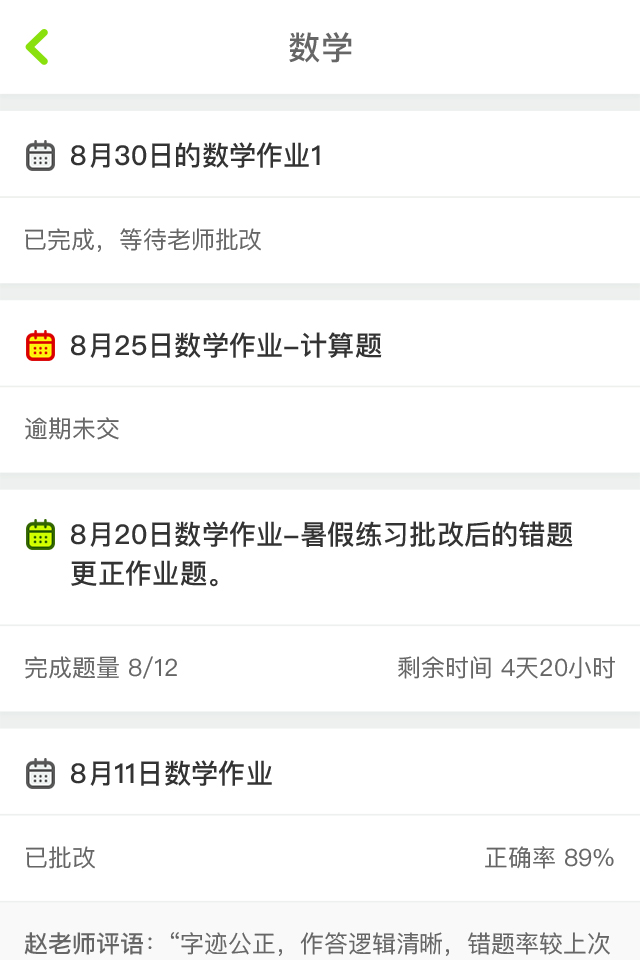 数学
8月30日的数学作业1
已完成，等待老师批改
8月25日数学作业-计算题
逾期未交
8月20日数学作业-暑假练习批改后的错题
更正作业题。
完成题量 8/12
剩余时间 4天20小时
8月11日数学作业
已批改
正确率 89%
赵老师评语：“字迹公正，作答逻辑清晰，错题率较上次